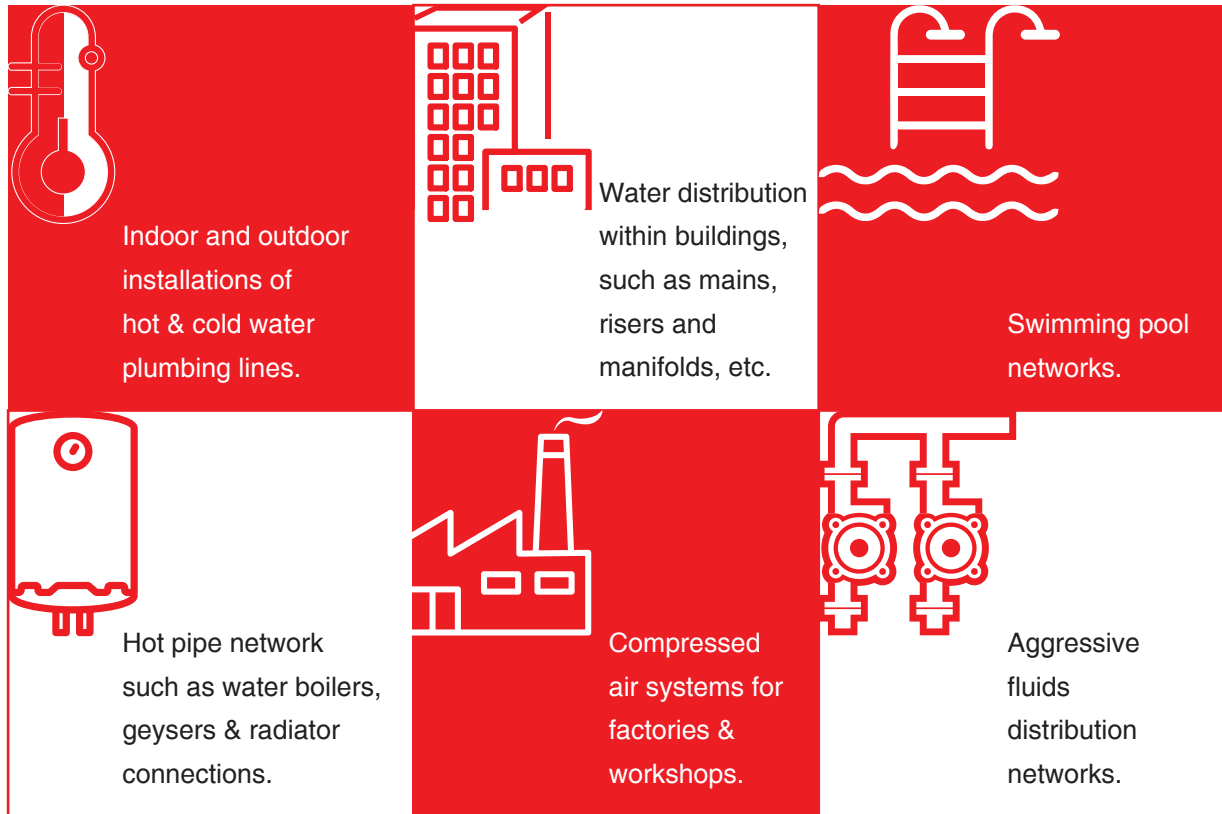 Indoor and outdoor
installations of
hot & cold water
plumbing lines.
Water distribution
within buildings,
such as mains,
risers and
manifolds, etc.
Swimming pool
networks.
Hot pipe network
such as water boilers,
geysers & radiator
connections.
Compressed
air systems for
factories &
workshops.
Aggressive
fluids
distribution
networks.